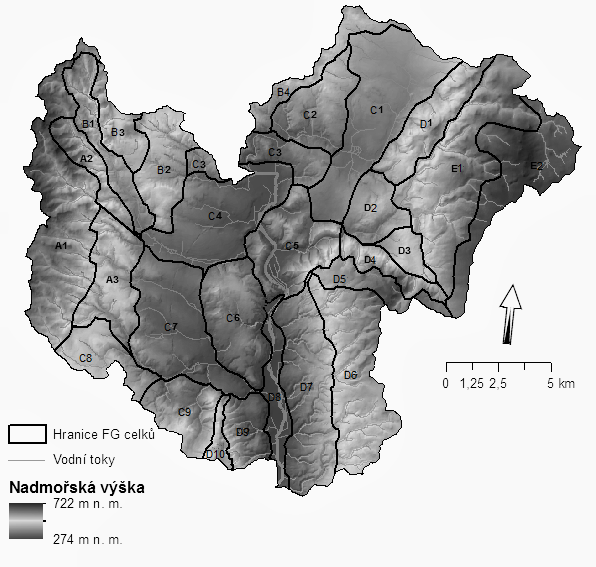 B4
C2
C1
B1
B3
D1
A2
C3
C3
B2
E1
E2
C4
D2
A1
C5
D3
D4
A3
D5
C6
C7
C8
D7
D6
D8
C9
D9
D10
0 1,25 2,5 5 km
Hranice FG celků
Vodní toky
Nadmořská výška
722 m n. m.
274 m n. m.